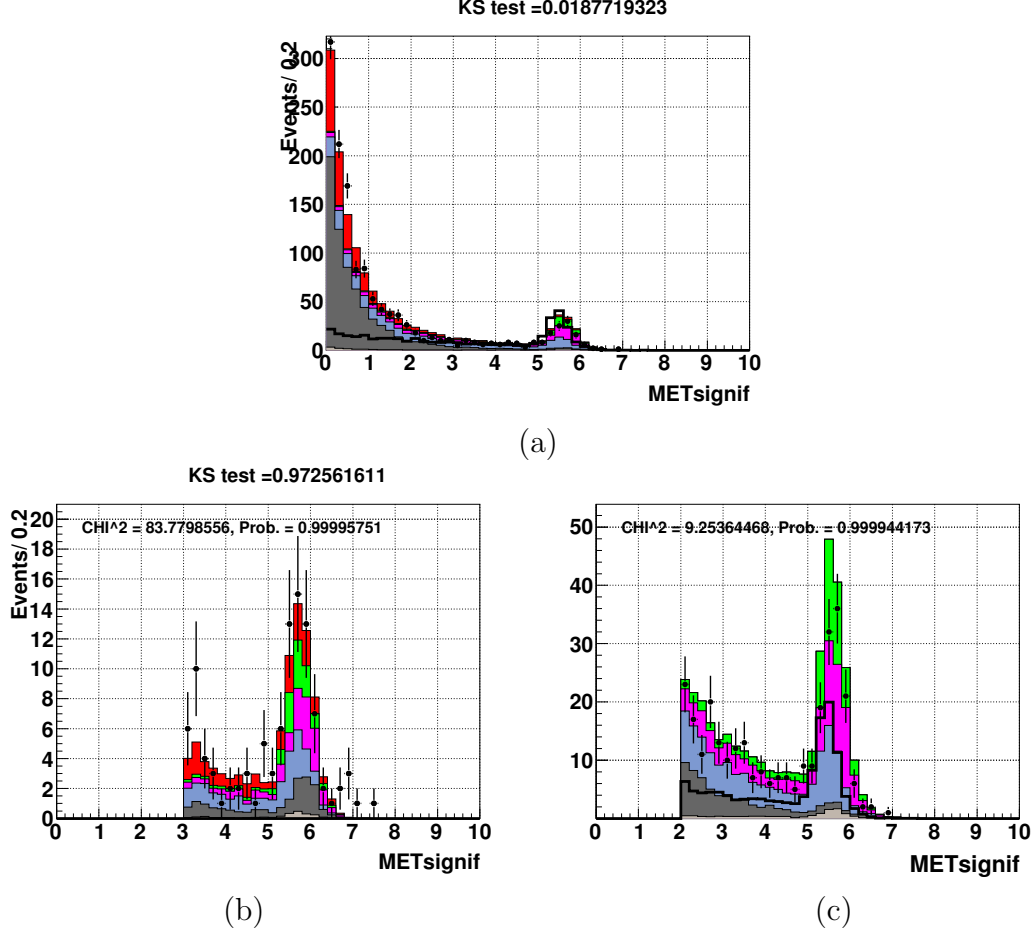 KS test =0.0187719323
Events/ 0.2
300
250
200
150
100
50
0
0 1 2 3 4 5 6 7 8 9 10
METsignif
(a)
KS test =0.972561611
CHI^2 = 83.7798556, Prob. = 0.99995751
Events/ 0.2
20
18
16
14
12
10
8
6
4
2
0
0 1 2 3 4 5 6 7 8 9 10
METsignif
(b)
CHI^2 = 9.25364468, Prob. = 0.999944173
50
40
30
20
10
0 1 2 3 4 5 6 7 8 9 10
METsignif
(c)